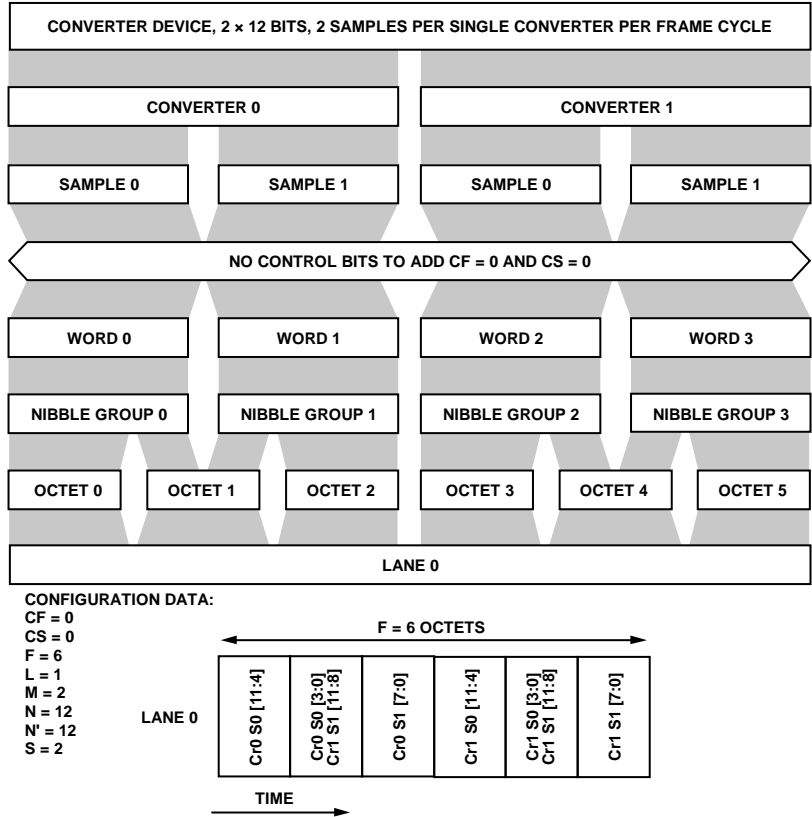 CONVERTER DEVICE, 2 × 12 BITS, 2 SAMPLES PER SINGLE CONVERTER PER FRAME CYCLE
CONVERTER 0
CONVERTER 1
SAMPLE 0
SAMPLE 1
SAMPLE 0
SAMPLE 1
NO CONTROL BITS TO ADD CF = 0 AND CS = 0
WORD 0
WORD 1
WORD 2
WORD 3
NIBBLE GROUP 0
NIBBLE GROUP 1
NIBBLE GROUP 2
NIBBLE GROUP 3
OCTET 0
OCTET 1
OCTET 2
OCTET 3
OCTET 4
OCTET 5
LANE 0
CONFIGURATION DATA:
CF = 0
CS = 0
F = 6
L = 1
M = 2
N = 12
N' = 12
S = 2
F = 6 OCTETS
LANE 0
Cr0 S0 [11:4]
Cr0 S0 [3:0]
Cr1 S1 [11:8]
Cr0 S1 [7:0]
Cr1 S0 [11:4]
Cr1 S0 [3:0]
Cr1 S1 [11:8]
Cr1 S1 [7:0]
TIME